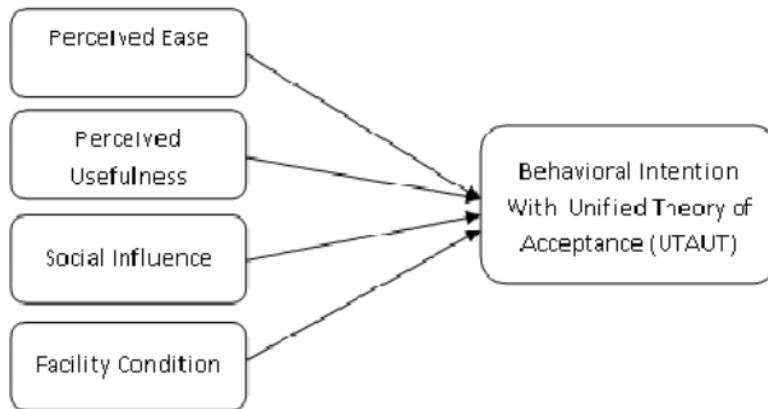 Perceived Ease
Perceived
Usefulness
Social Influence
Facility Condition
Behavioral Intention
With Unified Theory of
Acceptance (UTAUT)